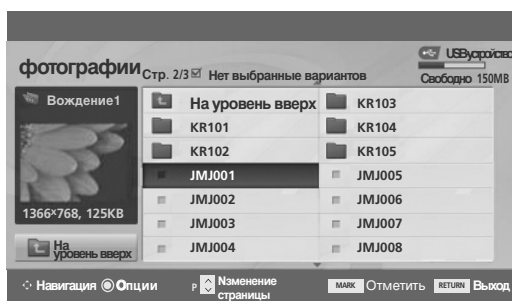 USBустройство
фотографии Стр. 2/3 Нет выбранные вариантов
Свободно 150MB
Вождение1
На уровень вверх KR103
KR101 KR104
KR102 KR105
JMJ001 JMJ005
JMJ002 JMJ006
JMJ003 JMJ007
JMJ004 JMJ008
1366×768, 125KB
На
уровень вверх
Навигация Опции P Nзменение
страницы
MARK Отметить RETURN Выход